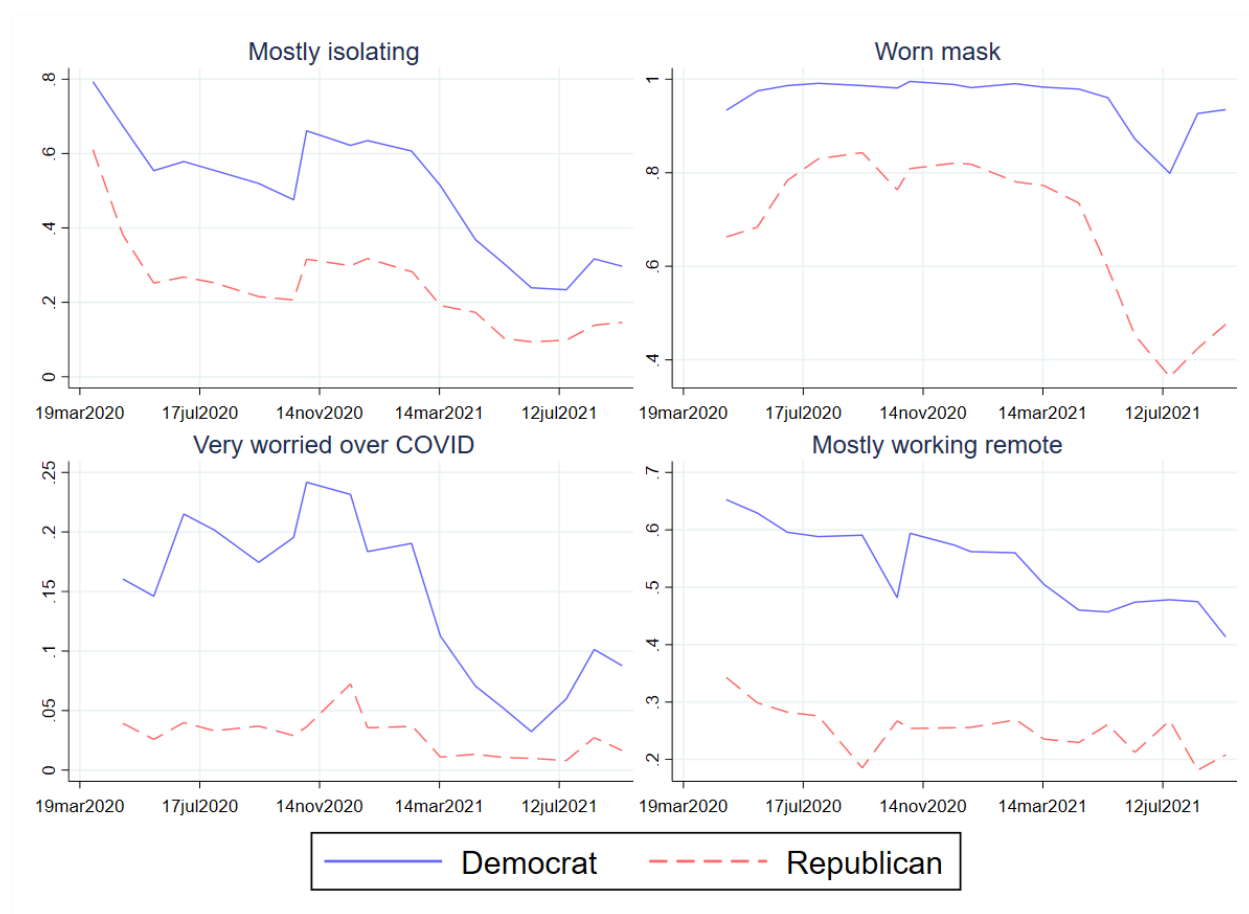 Mostly isolating
.8
.6
.4
.2
0
19mar2020 17jul2020 14nov2020 14mar2021 12jul2021
Worn mask
1
.8
.6
.4
19mar2020 17jul2020 14nov2020 14mar2021 12jul2021
Very worried over COVID
.25
.2
.15
.1
.05
0
19mar2020 17jul2020 14nov2020 14mar2021 12jul2021
Mostly working remote
.7
.6
.5
.4
.3
.2
19mar2020 17jul2020 14nov2020 14mar2021 12jul2021
Democrat Republican